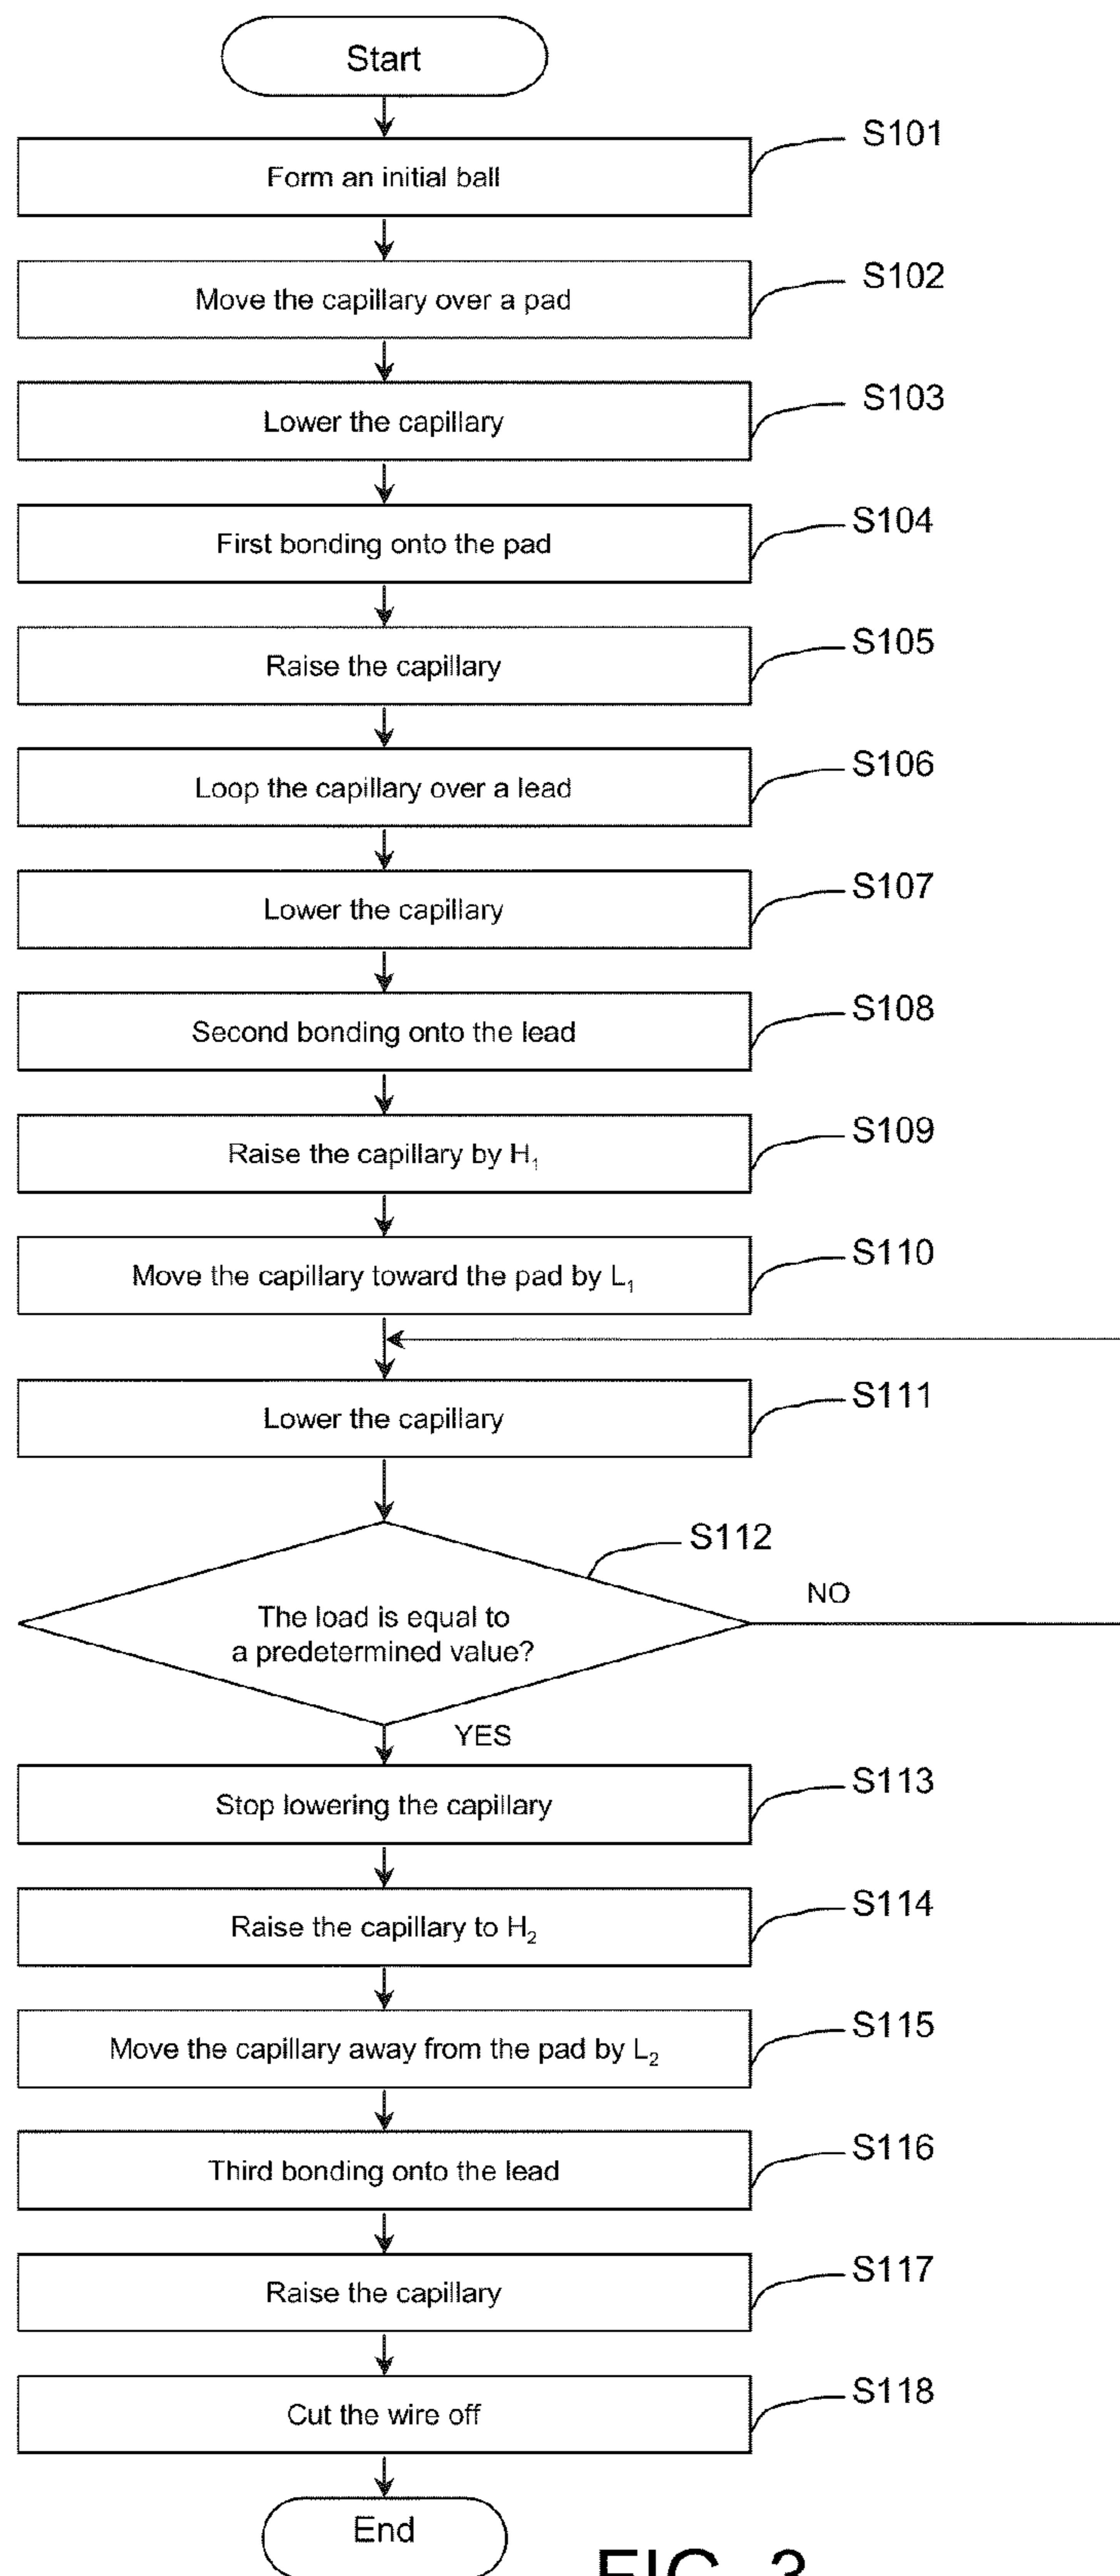 Start
Form an initial ball
S101
Move the capillary over a pad
S102
Lower the capillary
S103
First bonding onto the pad
S104
Raise the capillary
S105
Loop the capillary over a lead
S106
Lower the capillary
S107
Second bonding onto the lead
S108
Raise the capillary by H₁
S109
Move the capillary toward the pad by L₁
S110
Lower the capillary
S111
S112
The load is equal to
a predetermined value?
NO
YES
Stop lowering the capillary
S113
Raise the capillary to H₂
S114
Move the capillary away from the pad by L₂
S115
Third bonding onto the lead
S116
Raise the capillary
S117
Cut the wire off
S118
End
FIG. 3